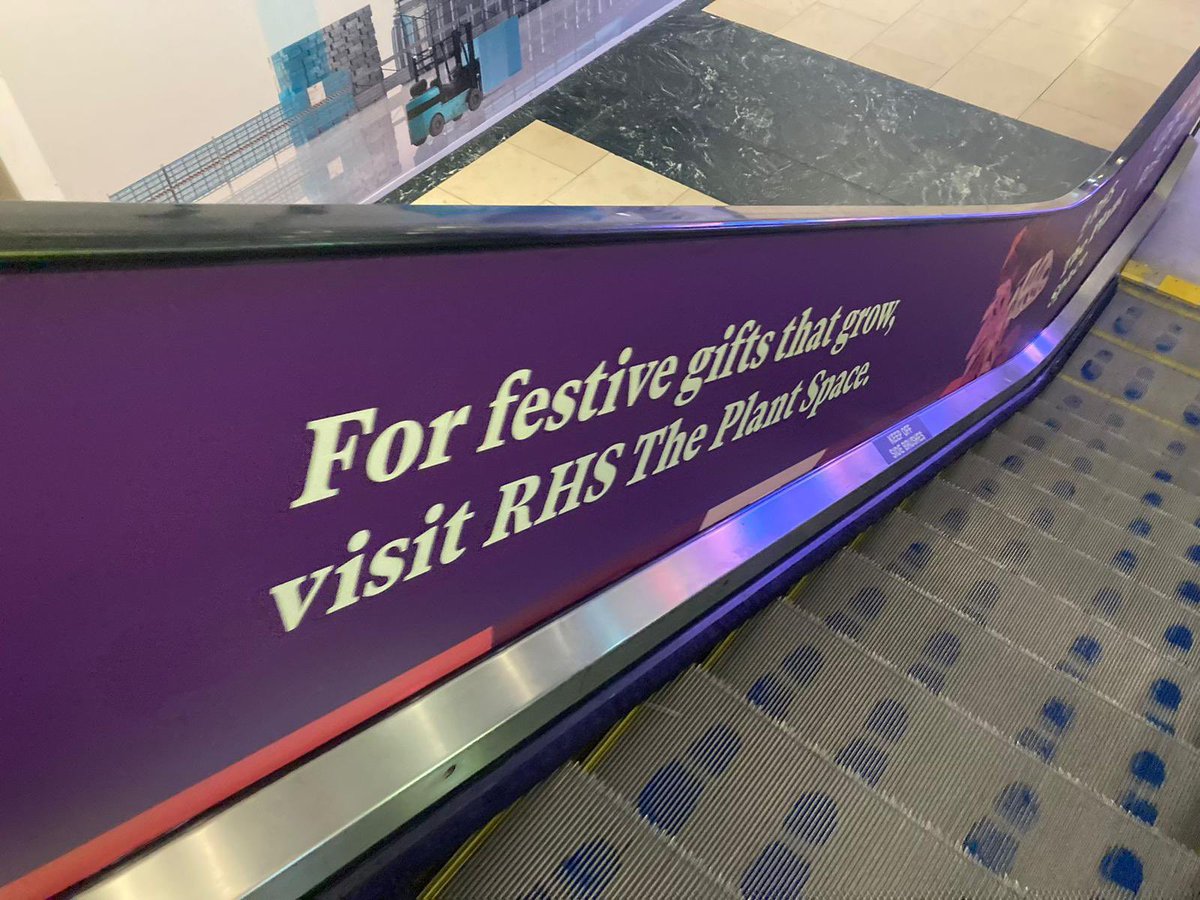 For festive gifts that grow,
visit RHS The Plant Space.
KEEP OFF
SIDE BRUSHES